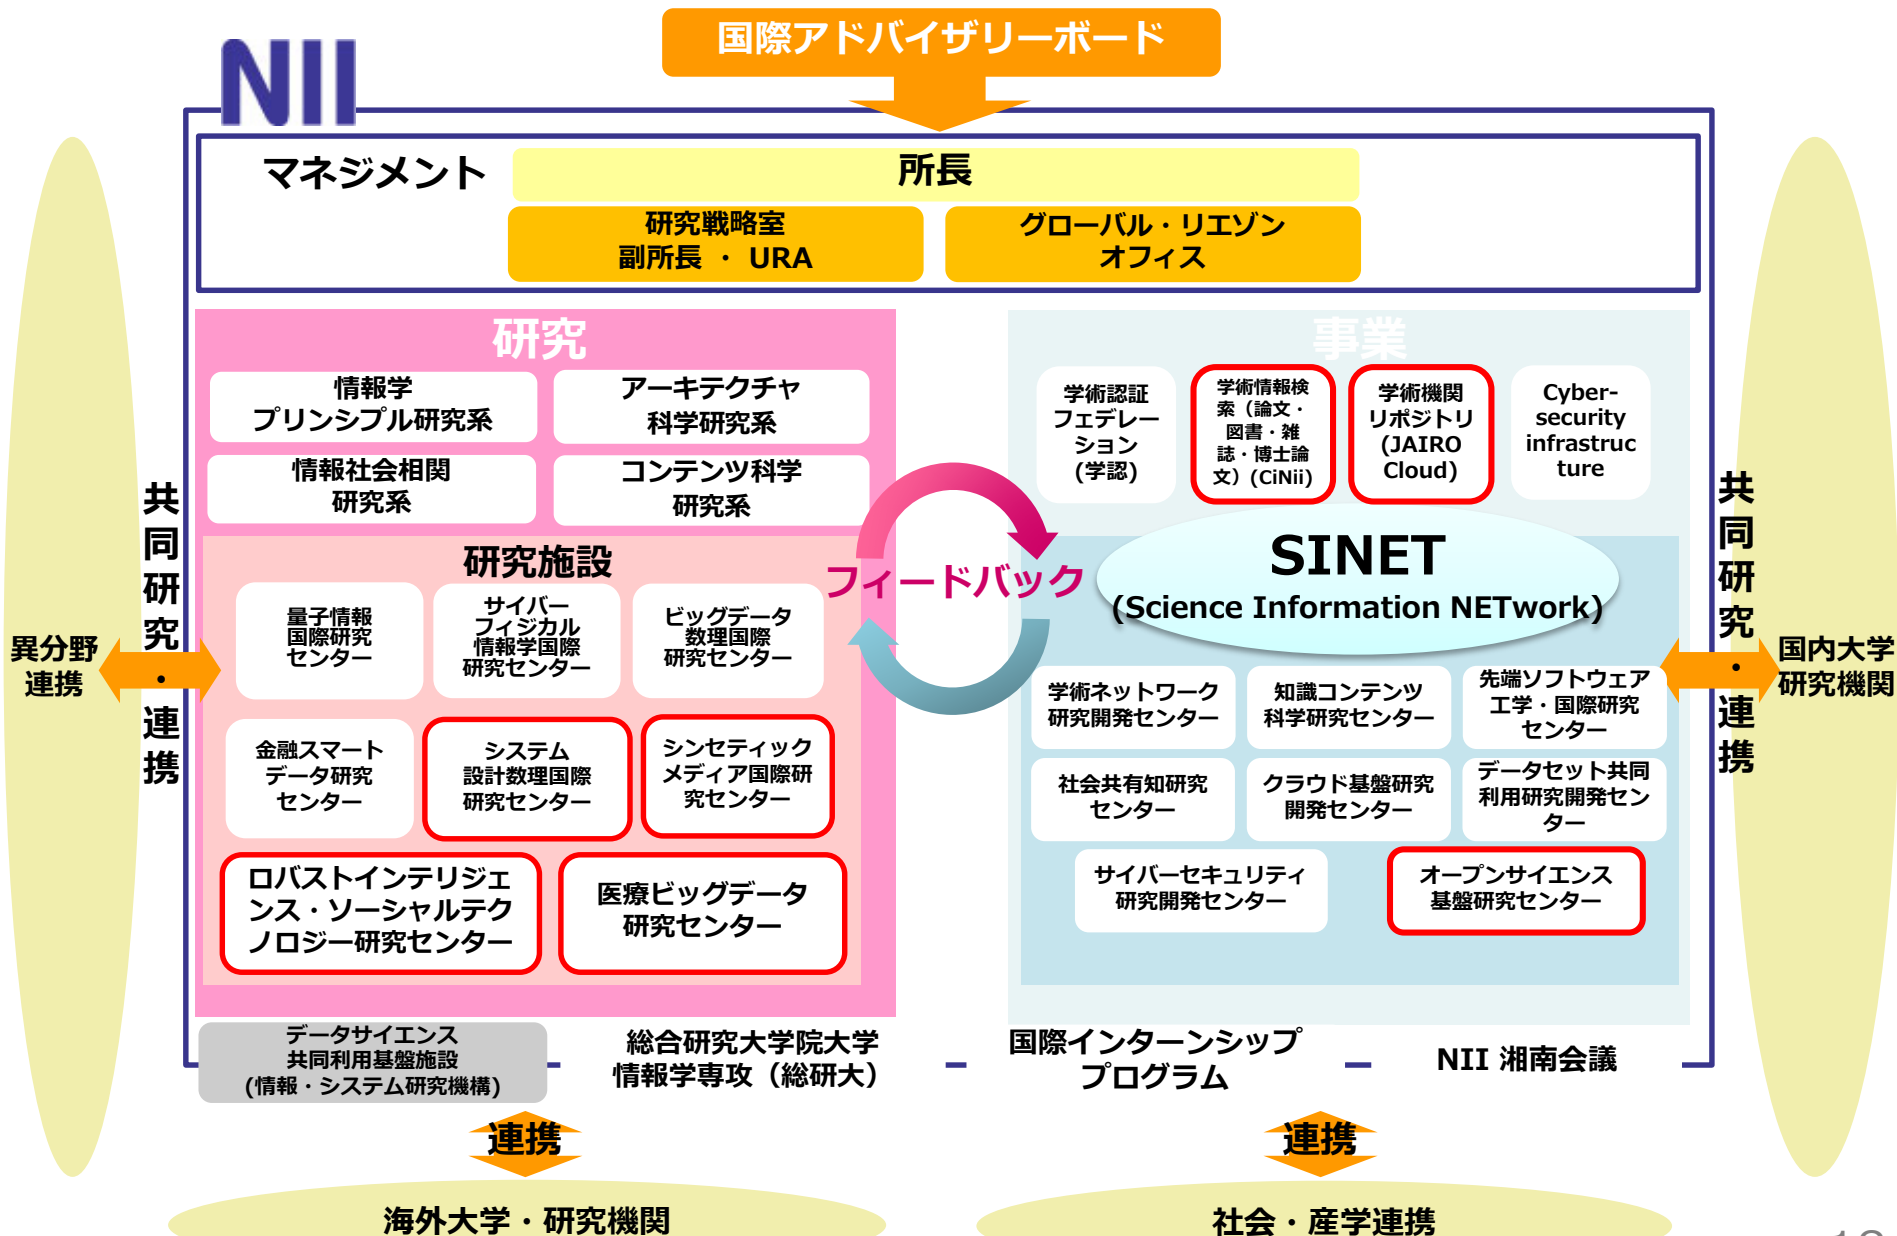 国際アドバイザリーボード
NII
マネジメント
所長
研究戦略室
副所長 ・ URA
グローバル・リエゾン
オフィス
研究
情報学
プリンシプル研究系
アーキテクチャ
科学研究系
情報社会相関
研究系
コンテンツ科学
研究系
研究施設
量子情報
国際研究
センター
サイバー
フィジカル
情報学国際
研究センター
ビッグデータ
数理国際
研究センター
金融スマート
データ研究
センター
システム
設計数理国際
研究センター
シンセティック
メディア国際研
究センター
ロバストインテリジェ
ンス・ソーシャルテク
ノロジー研究センター
医療ビッグデータ
研究センター
フィードバック
事業
学術認証
フェデレー
ション
(学認)
学術情報検
索（論文・
図書・雑
誌・博士論
文）(CiNii)
学術機関
リポジトリ
(JAIRO
Cloud)
Cyber-
security
infrastruc
ture
SINET
(Science Information NETwork)
学術ネットワーク
研究開発センター
知識コンテンツ
科学研究センター
先端ソフトウェア
工学・国際研究
センター
社会共有知研究
センター
クラウド基盤研究
開発センター
データセット共同
利用研究開発セン
ター
サイバーセキュリティ
研究開発センター
オープンサイエンス
基盤研究センター
共同研究・連携
異分野
連携
共同研究・連携
国内大学
研究機関
データサイエンス
共同利用基盤施設
(情報・システム研究機構)
総合研究大学院大学
情報学専攻（総研大）
国際インターンシップ
プログラム
NII 湘南会議
連携
連携
海外大学・研究機関
社会・産学連携